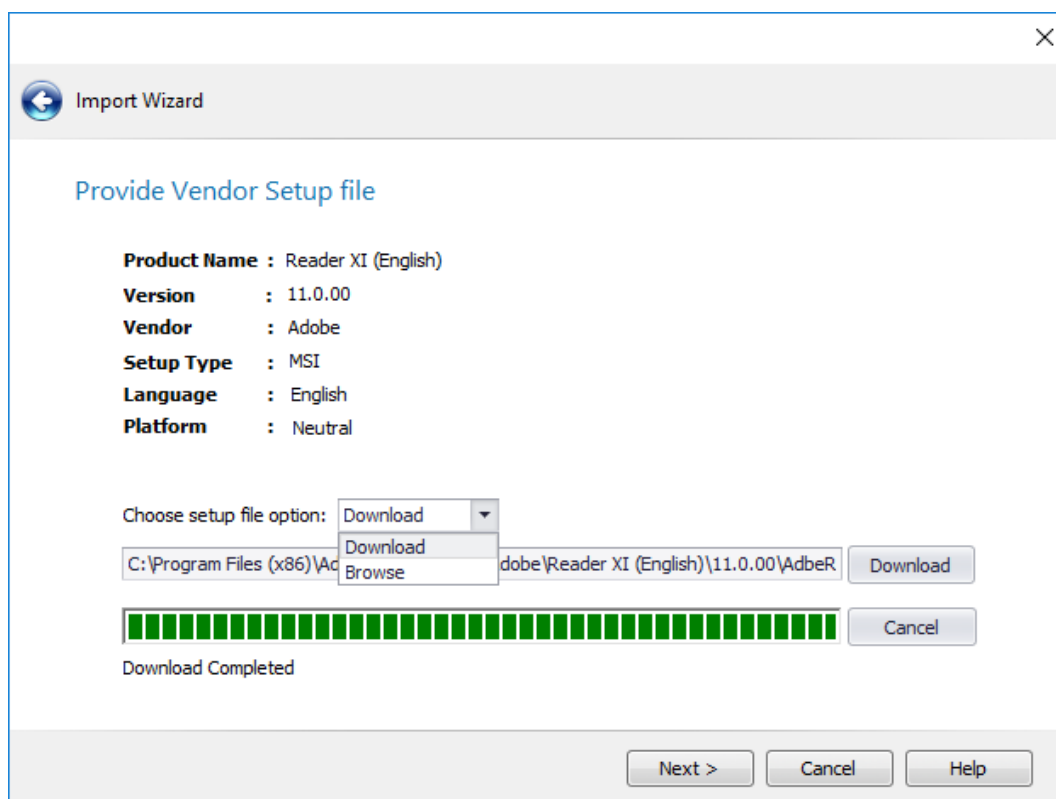 Import Wizard
Provide Vendor Setup file
Product Name : Reader XI (English)
Version : 11.0.00
Vendor : Adobe
Setup Type : MSI
Language : English
Platform : Neutral
Choose setup file option: Download
Download
Browse
C:\Program Files (x86)\Ad dobe\Reader XI (English)\11.0.00\AdbeR Download
Cancel
Download Completed
Next > Cancel Help